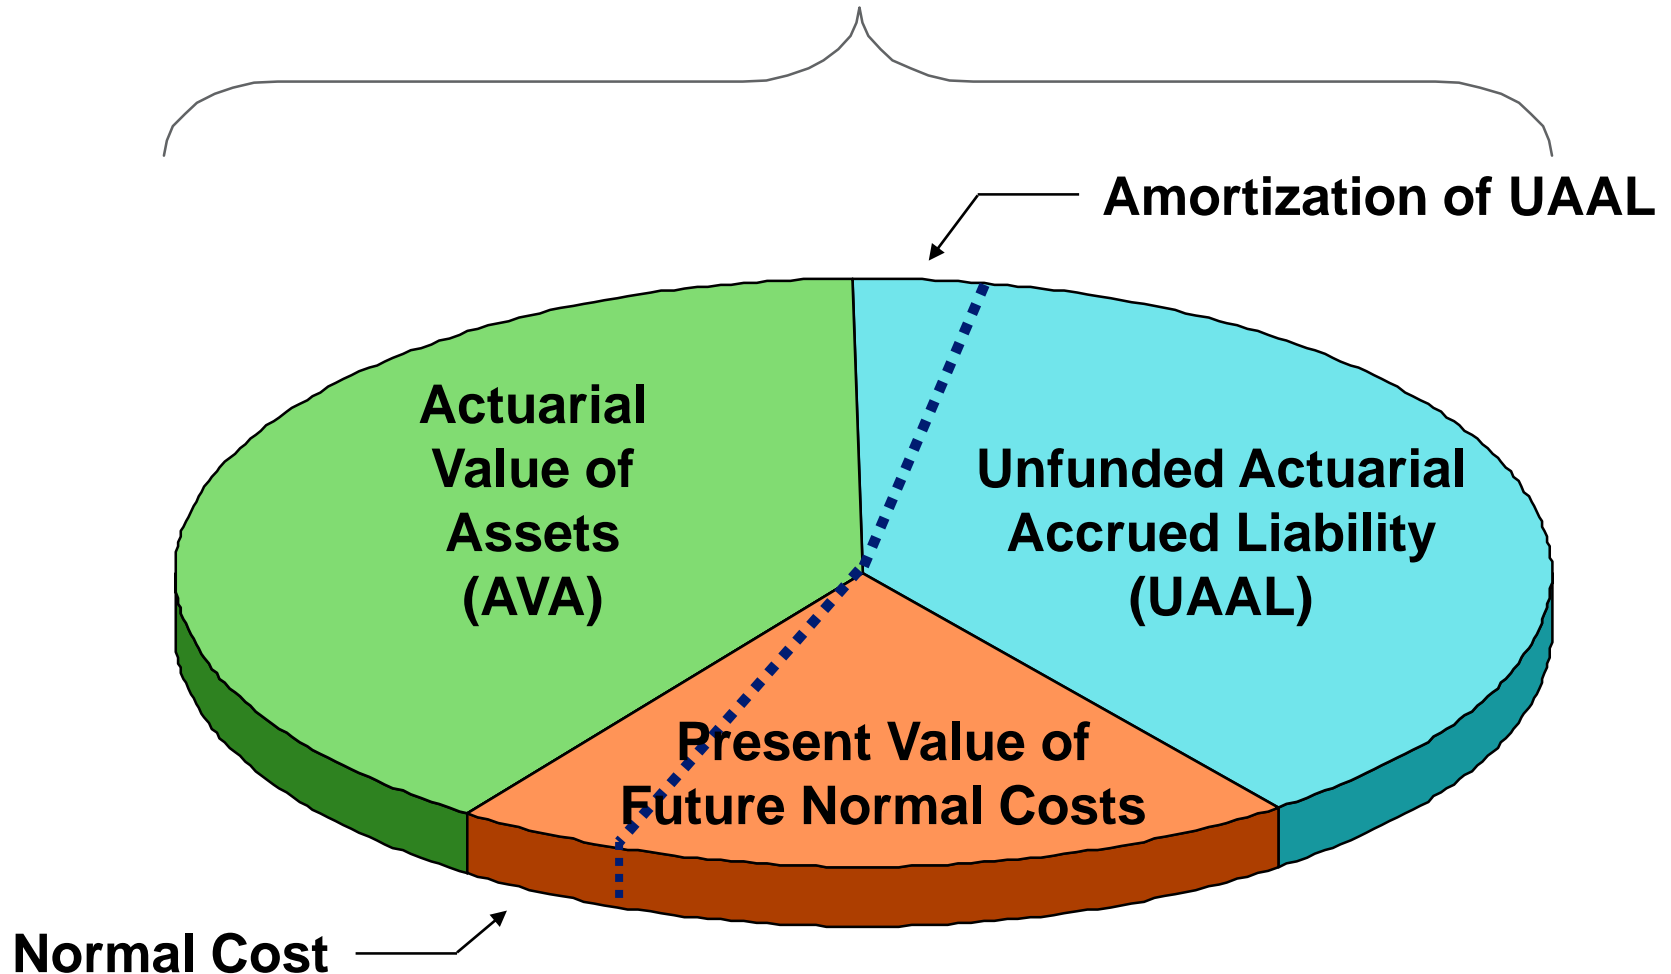 Amortization of UAAL
Actuarial
Value of
Assets
(AVA)
Unfunded Actuarial
Accrued Liability
(UAAL)
Present Value of
Future Normal Costs
Normal Cost